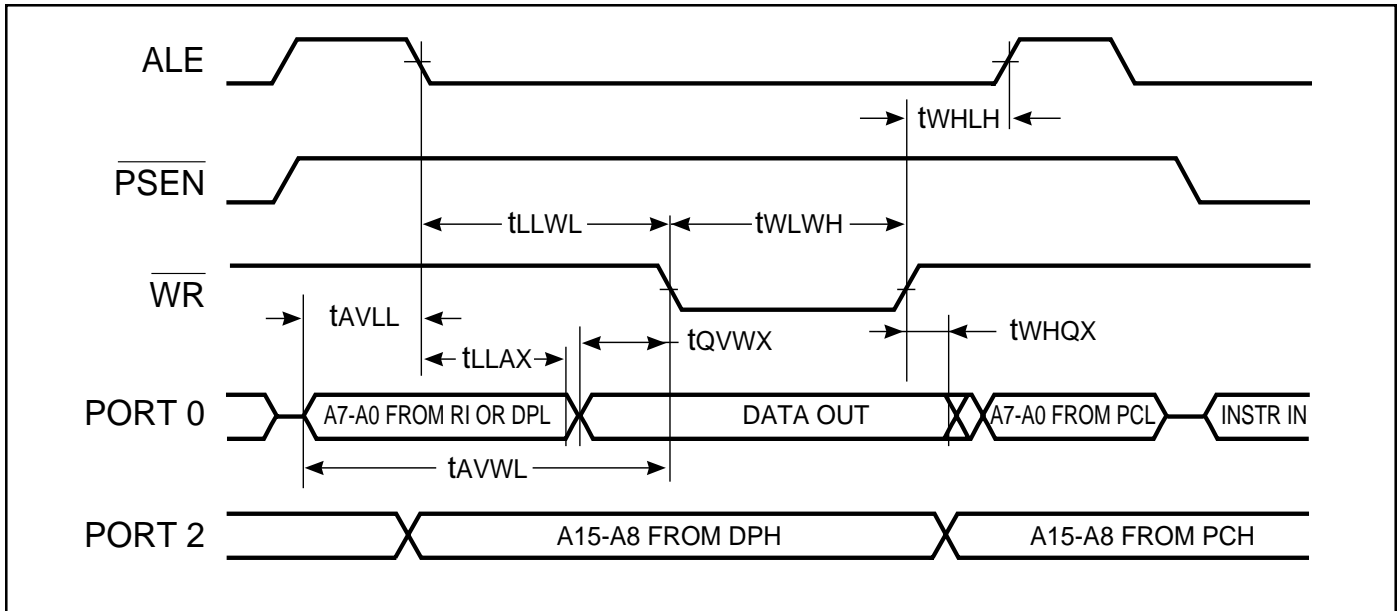 ALE
tWHLH
PSEN
tLLWL
tWLWH
WR
tAVLL
tQVWX
tWHQX
tLLAX
PORT 0
A7-A0 FROM RI OR DPL
DATA OUT
A7-A0 FROM PCL
INSTR IN
tAVWL
PORT 2
A15-A8 FROM DPH
A15-A8 FROM PCH